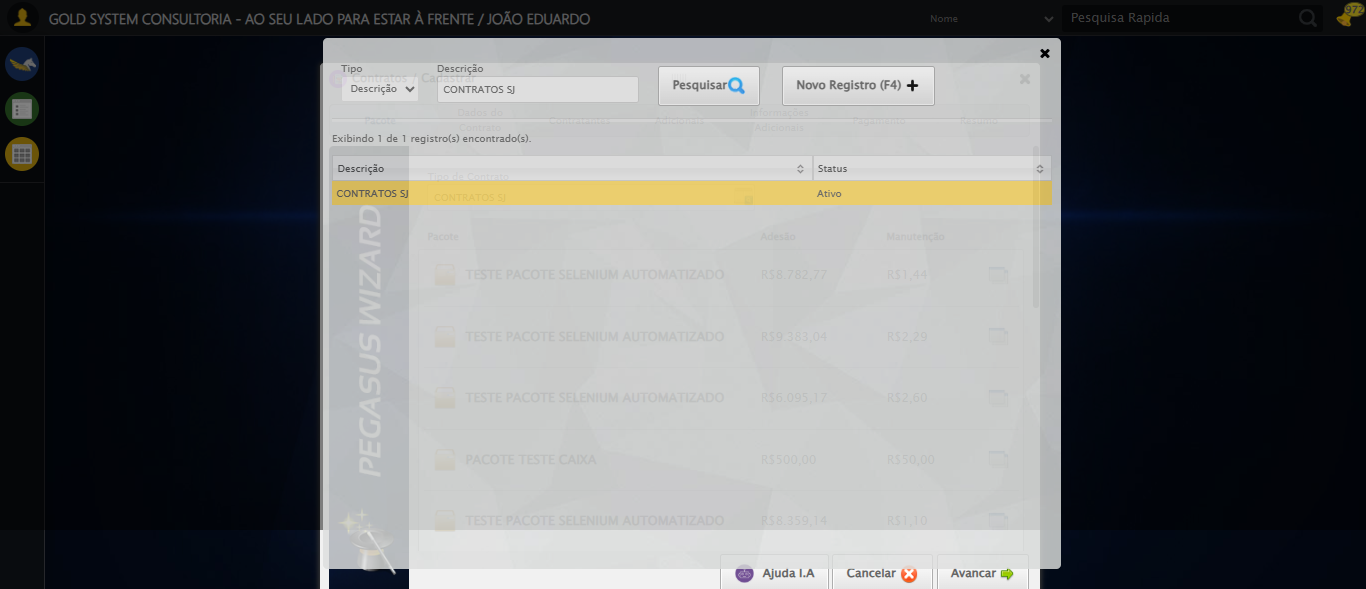 GOLD SYSTEM CONSULTORIA - AO SEU LADO PARA ESTAR À FRENTE / JOÃO EDUARDO
Nome
Pesquisa Rapida
972
Contratos / Cadastrar
Tipo
Descrição
Descrição
CONTRATOS SJ
Pesquisar
Novo Registro (F4)
Pacote
Dados do Contrato
Informações Adicionais
Pagamento
Exibindo 1 de 1 registro(s) encontrado(s).
Descrição
Status
CONTRATOS SJ
Ativo
Tipo de Contrato
CONTRATOS SJ
Pacote
Adesão
Manutenção
TESTE PACOTE SELENIUM AUTOMATIZADO R$8.782,77 R$1,44
TESTE PACOTE SELENIUM AUTOMATIZADO R$9.383,04 R$2,29
TESTE PACOTE SELENIUM AUTOMATIZADO R$6.095,17 R$2,60
PACOTE TESTE CAIXA R$500,00 R$50,00
TESTE PACOTE SELENIUM AUTOMATIZADO R$8.359,14 R$1,10
PEGASUS WIZARD
Ajuda I.A
Cancelar
Avancar